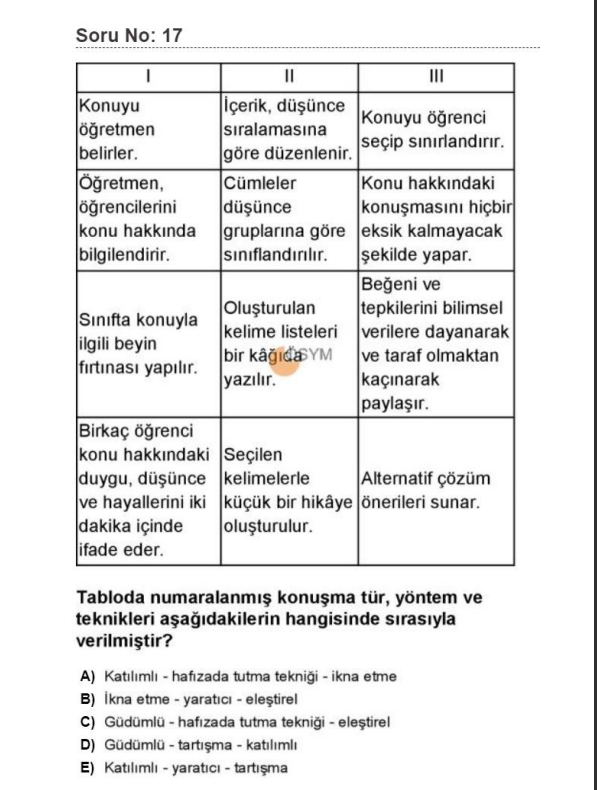 Soru No: 17
I
II
III
Konuyu
öğretmen
belirler.
İçerik, düşünce
sıralamasına
göre düzenlenir.
Konuyu öğrenci
seçip sınırlandırır.
Öğretmen,
öğrencilerini
konu hakkında
bilgilendirir.
Cümleler
düşünce
gruplarına göre
sınıflandırılır.
Konu hakkındaki
konuşmasını hiçbir
eksik kalmayacak
şekilde yapar.
Sınıfta konuyla
ilgili beyin
fırtınası yapılır.
Oluşturulan
kelime listeleri
bir kâğıda
yazılır.
ÖSYM
Beğeni ve
tepkilerini bilimsel
verilere dayanarak
ve taraf olmaktan
kaçınarak
paylaşır.
Birkaç öğrenci
konu hakkındaki
duygu, düşünce
ve hayallerini iki
dakika içinde
ifade eder.
Seçilen
kelimelerle
küçük bir hikâye
oluşturulur.
Alternatif çözüm
önerileri sunar.
Tabloda numaralanmış konuşma tür, yöntem ve
teknikleri aşağıdakilerin hangisinde sırasıyla
verilmiştir?
A) Katılımlı - hafızada tutma tekniği - ikna etme
B) İkna etme - yaratıcı - eleştirel
C) Güdümlü - hafızada tutma tekniği - eleştirel
D) Güdümlü - tartışma - katılımlı
E) Katılımlı - yaratıcı - tartışma